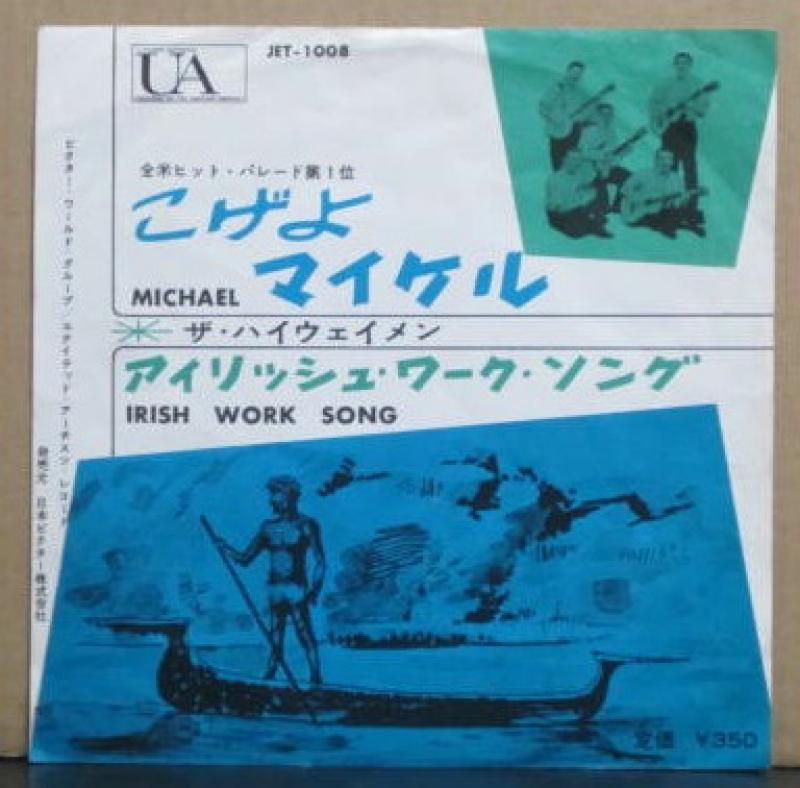 UA
JET-1008
全米ヒット・パレード第1位
こげよ
MICHAEL マイケル
ザ・ハイウェイメン
アイリッシュ・ワーク・ソング
IRISH WORK SONG
ビクター・ワールド・グループ/ユナイテッド アーチスツ レコード
発売元 日本ビクター株式会社
定価 ¥350